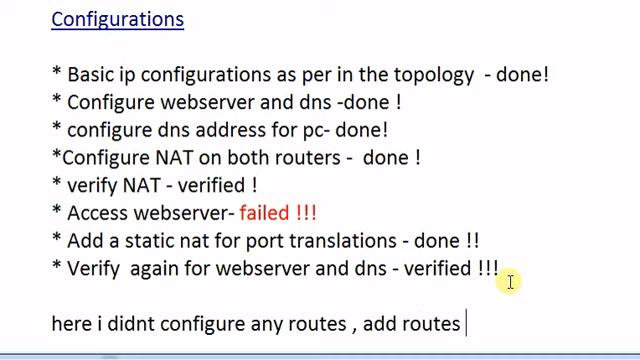 Configurations
* Basic ip configurations as per in the topology - done!
* Configure webserver and dns -done !
* configure dns address for pc- done!
*Configure NAT on both routers - done !
* verify NAT - verified !
* Access webserver- failed !!!
* Add a static nat for port translations - done !!
* Verify again for webserver and dns - verified !!!
here i didnt configure any routes , add routes